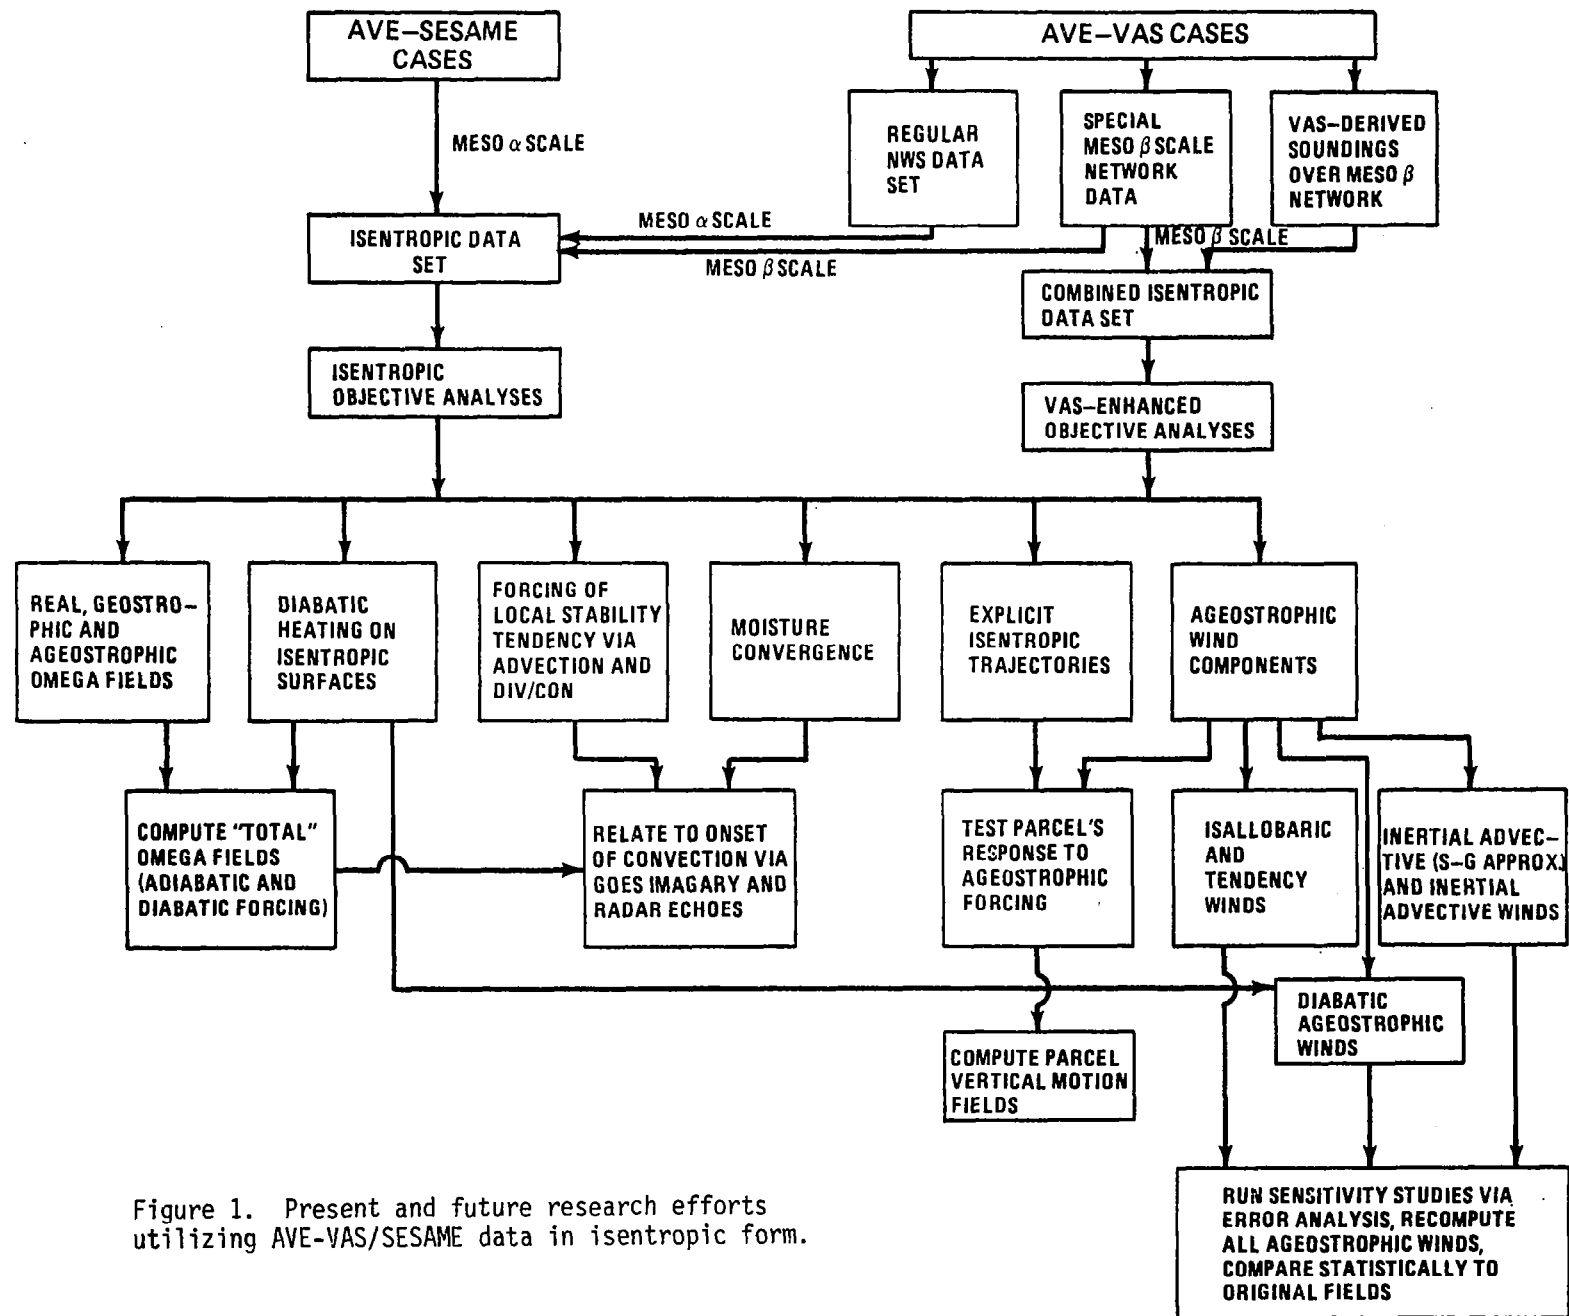 AVE–SESAME
CASES
AVE–VAS CASES
MESO α SCALE
REGULAR
NWS DATA
SET
SPECIAL
MESO β SCALE
NETWORK
DATA
VAS–DERIVED
SOUNDINGS
OVER MESO β
NETWORK
ISENTROPIC DATA
SET
MESO α SCALE
MESO β SCALE
MESO β SCALE
COMBINED ISENTROPIC
DATA SET
ISENTROPIC
OBJECTIVE ANALYSES
VAS–ENHANCED
OBJECTIVE ANALYSES
REAL, GEOSTRO–
PHIC AND
AGEOSTROPHIC
OMEGA FIELDS
DIABATIC
HEATING ON
ISENTROPIC
SURFACES
FORCING OF
LOCAL STABILITY
TENDENCY VIA
ADVECTION AND
DIV/CON
MOISTURE
CONVERGENCE
EXPLICIT
ISENTROPIC
TRAJECTORIES
AGEOSTROPHIC
WIND
COMPONENTS
COMPUTE "TOTAL"
OMEGA FIELDS
(ADIABATIC AND
DIABATIC FORCING)
RELATE TO ONSET
OF CONVECTION VIA
GOES IMAGARY AND
RADAR ECHOES
TEST PARCEL'S
RESPONSE TO
AGEOSTROPHIC
FORCING
ISALLOBARIC
AND
TENDENCY
WINDS
INERTIAL ADVEC–
TIVE (S–G APPROX.)
AND INERTIAL
ADVECTIVE WINDS
DIABATIC
AGEOSTROPHIC
WINDS
COMPUTE PARCEL
VERTICAL MOTION
FIELDS
RUN SENSITIVITY STUDIES VIA
ERROR ANALYSIS, RECOMPUTE
ALL AGEOSTROPHIC WINDS,
COMPARE STATISTICALLY TO
ORIGINAL FIELDS
Figure 1. Present and future research efforts
utilizing AVE-VAS/SESAME data in isentropic form.